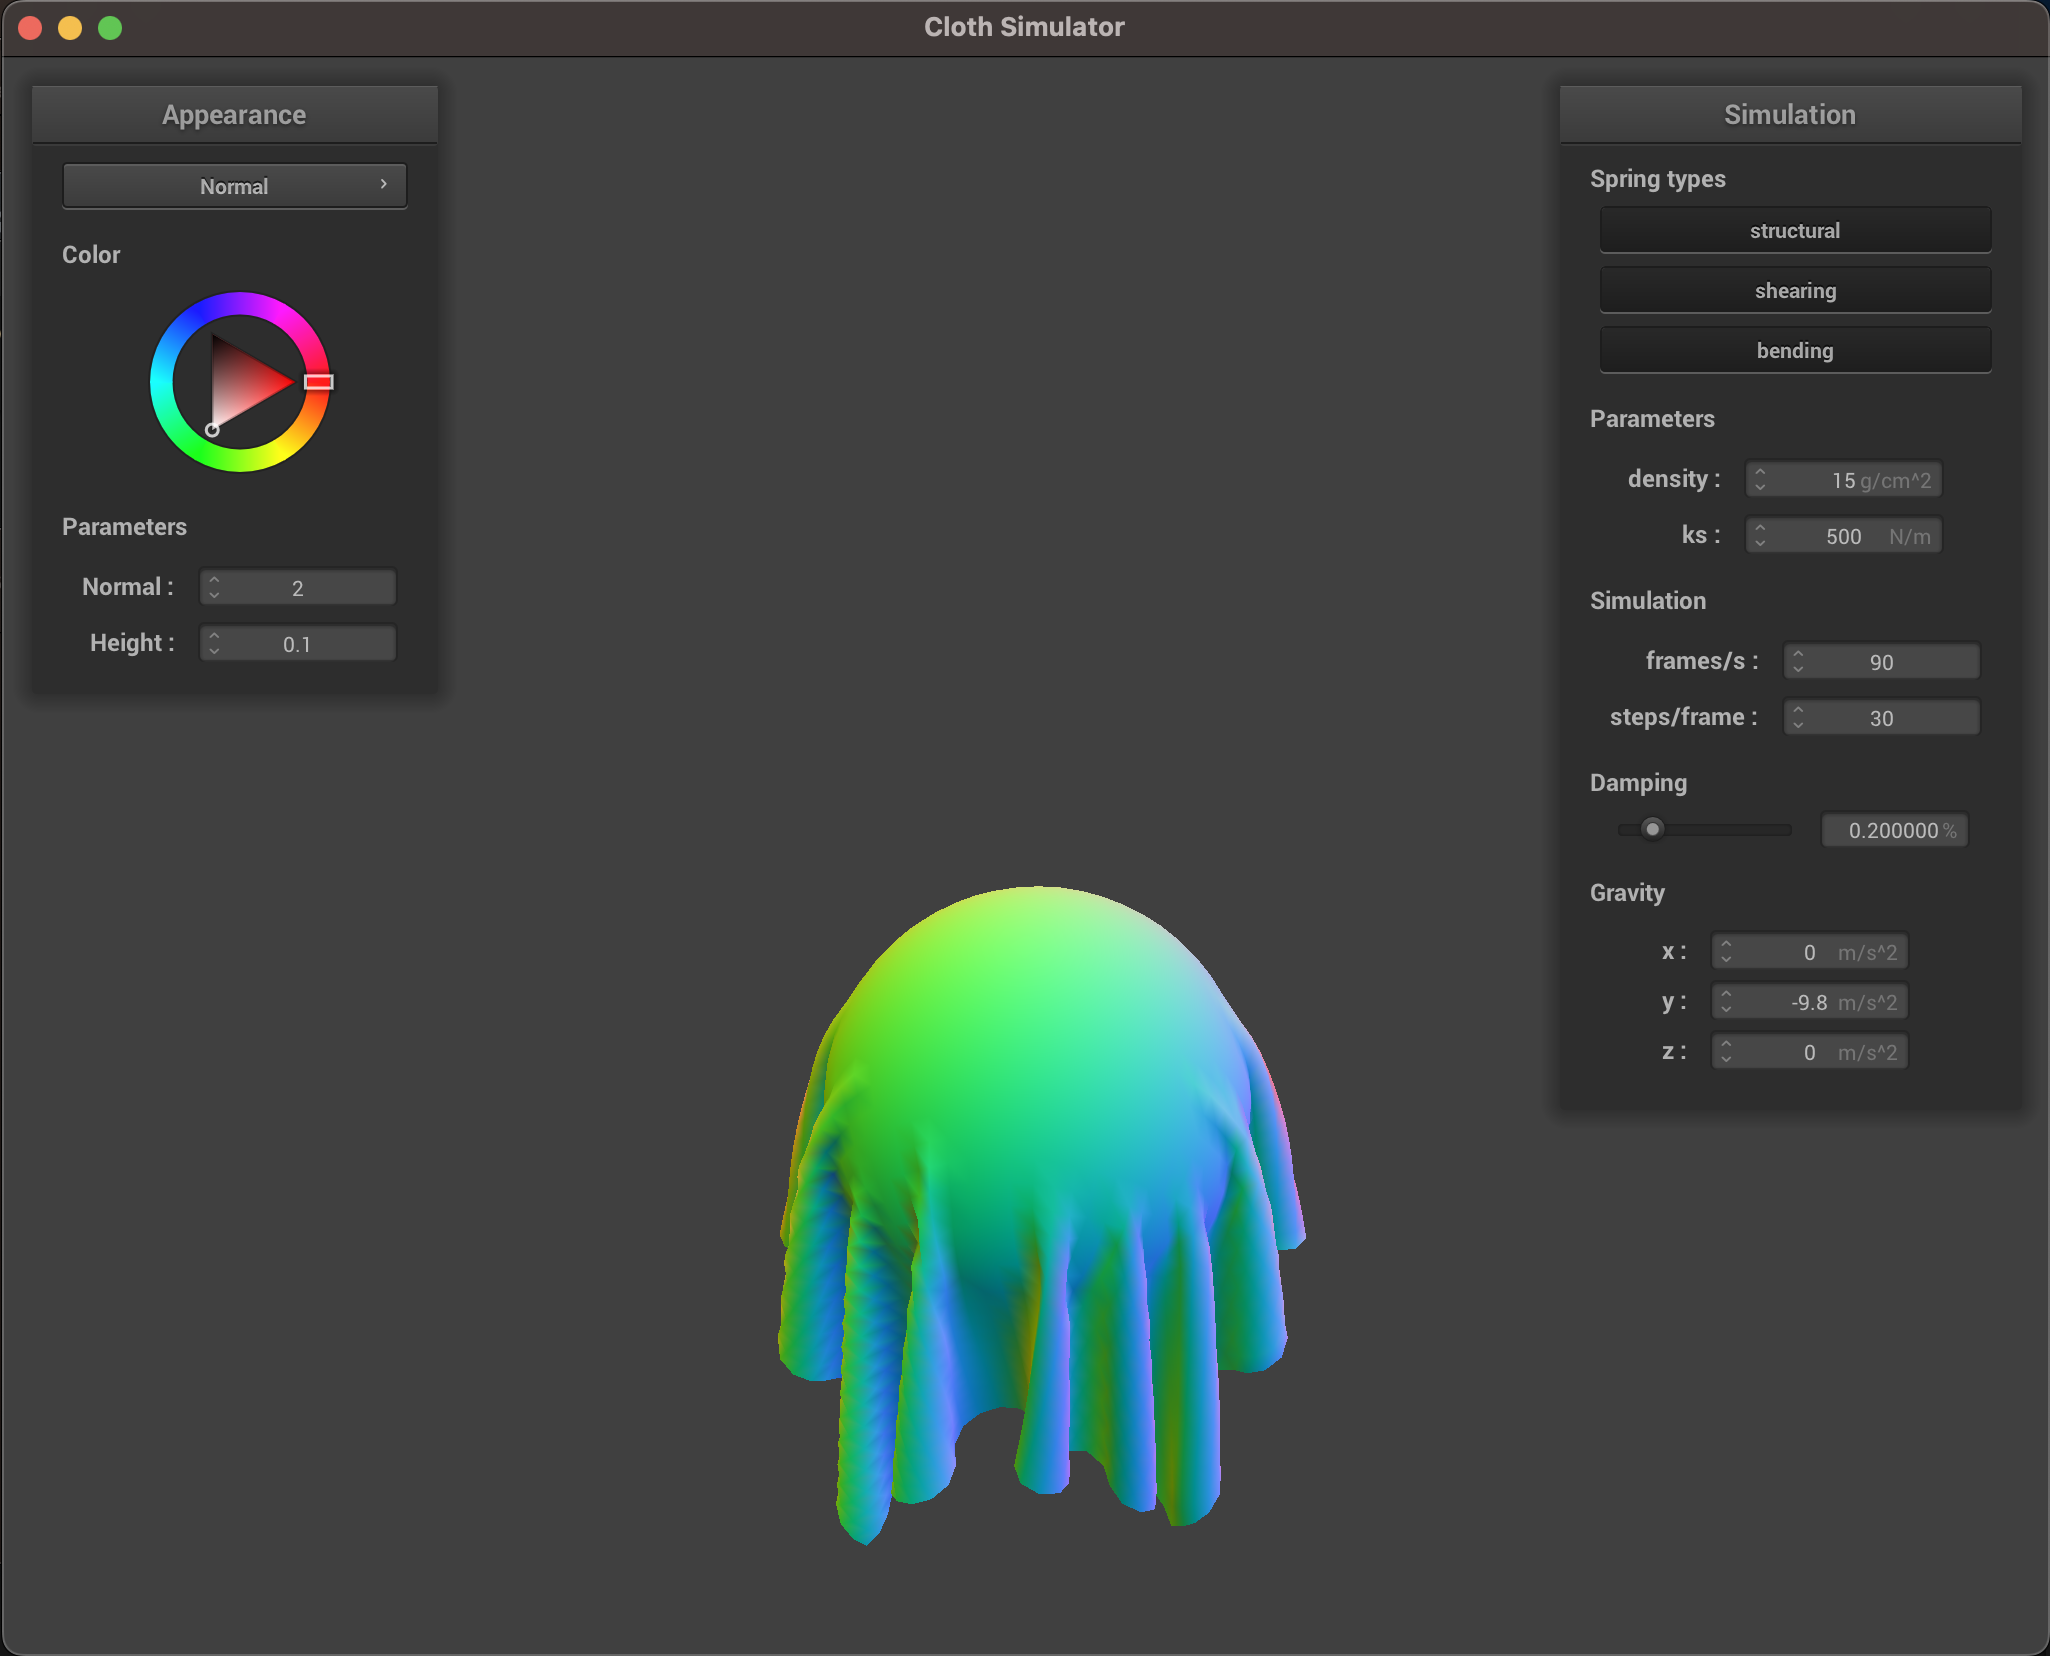 Cloth Simulator
Appearance
Normal
Color
Parameters
Normal : 2
Height : 0.1
Simulation
Spring types
structural
shearing
bending
Parameters
density : 15 g/cm^2
ks : 500 N/m
Simulation
frames/s : 90
steps/frame : 30
Damping
0.200000 %
Gravity
x : 0 m/s^2
y : -9.8 m/s^2
z : 0 m/s^2